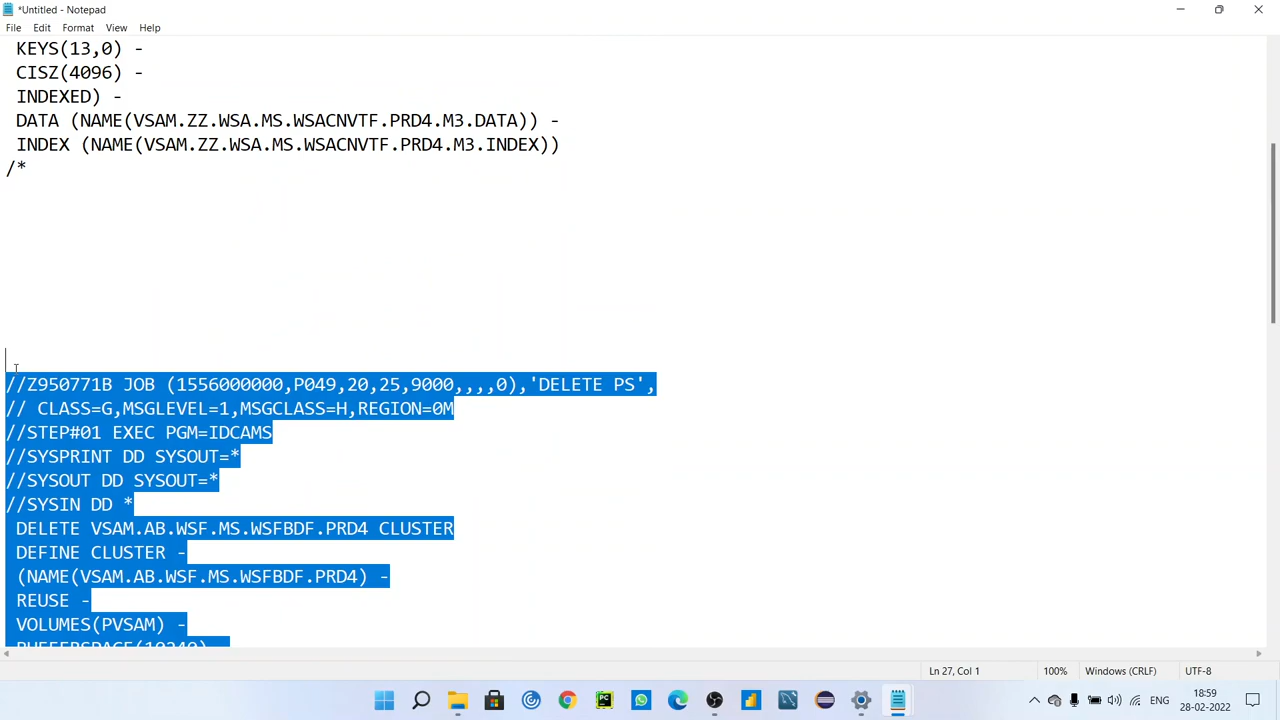 *Untitled - Notepad
File Edit Format View Help
KEYS(13,0) -
CISZ(4096) -
INDEXED) -
DATA (NAME(VSAM.ZZ.WSA.MS.WSACNVTF.PRD4.M3.DATA)) -
INDEX (NAME(VSAM.ZZ.WSA.MS.WSACNVTF.PRD4.M3.INDEX))
/*
//Z950771B JOB (1556000000,P049,20,25,9000,,,,0),'DELETE PS',
// CLASS=G,MSGLEVEL=1,MSGCLASS=H,REGION=0M
//STEP#01 EXEC PGM=IDCAMS
//SYSPRINT DD SYSOUT=*
//SYSOUT DD SYSOUT=*
//SYSIN DD *
DELETE VSAM.AB.WSF.MS.WSFBDF.PRD4 CLUSTER
DEFINE CLUSTER -
(NAME(VSAM.AB.WSF.MS.WSFBDF.PRD4) -
REUSE -
VOLUMES(PVSAM) -
BUFFERSPACE(10240) -
Ln 27, Col 1 100% Windows (CRLF) UTF-8
ENG 18:59
28-02-2022